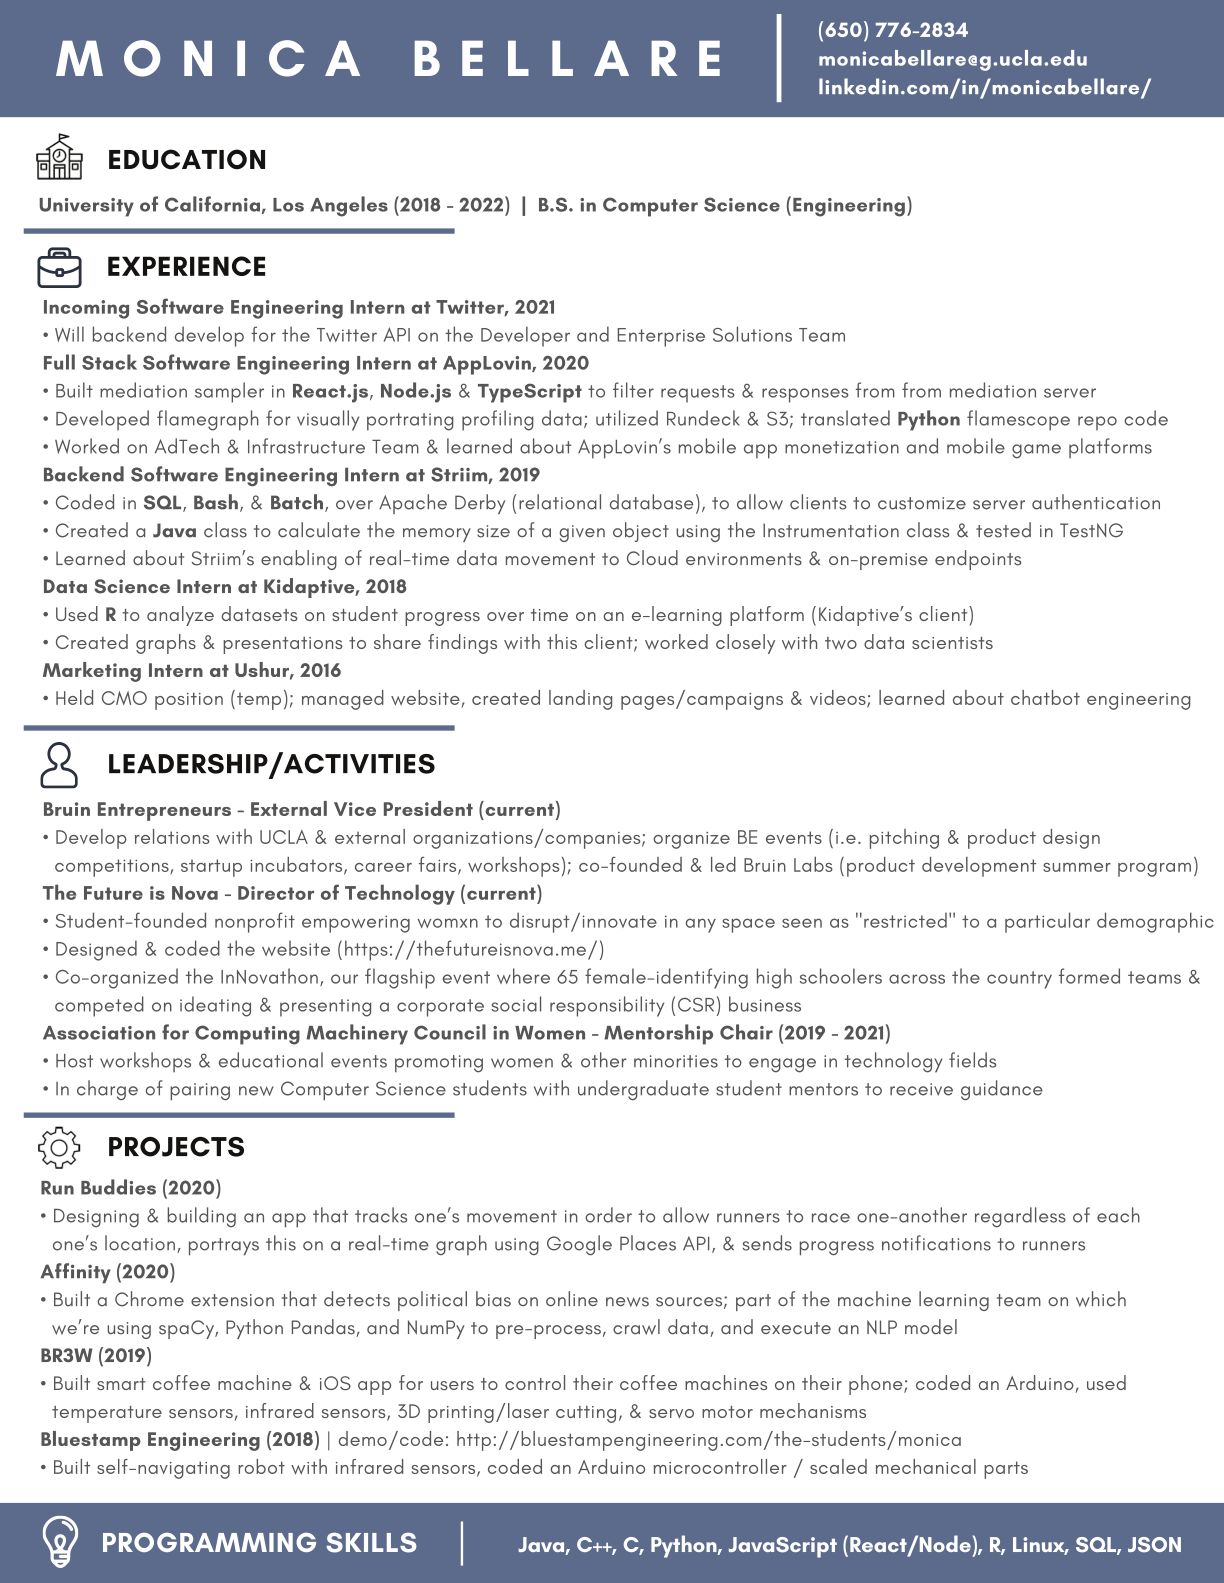 MONICA BELLARE
(650) 776-2834
monicabellare@g.ucla.edu
linkedin.com/in/monicabellare/
EDUCATION
University of California, Los Angeles (2018 - 2022) | B.S. in Computer Science (Engineering)
EXPERIENCE
Incoming Software Engineering Intern at Twitter, 2021
• Will backend develop for the Twitter API on the Developer and Enterprise Solutions Team
Full Stack Software Engineering Intern at AppLovin, 2020
• Built mediation sampler in React.js, Node.js & TypeScript to filter requests & responses from from mediation server
• Developed flamegraph for visually portrating profiling data; utilized Rundeck & S3; translated Python flamescope repo code
• Worked on AdTech & Infrastructure Team & learned about AppLovin's mobile app monetization and mobile game platforms
Backend Software Engineering Intern at Striim, 2019
• Coded in SQL, Bash, & Batch, over Apache Derby (relational database), to allow clients to customize server authentication
• Created a Java class to calculate the memory size of a given object using the Instrumentation class & tested in TestNG
• Learned about Striim's enabling of real-time data movement to Cloud environments & on-premise endpoints
Data Science Intern at Kidaptive, 2018
• Used R to analyze datasets on student progress over time on an e-learning platform (Kidaptive's client)
• Created graphs & presentations to share findings with this client; worked closely with two data scientists
Marketing Intern at Ushur, 2016
• Held CMO position (temp); managed website, created landing pages/campaigns & videos; learned about chatbot engineering
LEADERSHIP/ACTIVITIES
Bruin Entrepreneurs - External Vice President (current)
• Develop relations with UCLA & external organizations/companies; organize BE events (i.e. pitching & product design
competitions, startup incubators, career fairs, workshops); co-founded & led Bruin Labs (product development summer program)
The Future is Nova - Director of Technology (current)
• Student-founded nonprofit empowering womxn to disrupt/innovate in any space seen as "restricted" to a particular demographic
• Designed & coded the website (https://thefutureisnova.me/)
• Co-organized the InNovathon, our flagship event where 65 female-identifying high schoolers across the country formed teams &
competed on ideating & presenting a corporate social responsibility (CSR) business
Association for Computing Machinery Council in Women - Mentorship Chair (2019 - 2021)
• Host workshops & educational events promoting women & other minorities to engage in technology fields
• In charge of pairing new Computer Science students with undergraduate student mentors to receive guidance
PROJECTS
Run Buddies (2020)
• Designing & building an app that tracks one's movement in order to allow runners to race one-another regardless of each
one's location, portrays this on a real-time graph using Google Places API, & sends progress notifications to runners
Affinity (2020)
• Built a Chrome extension that detects political bias on online news sources; part of the machine learning team on which
we're using spaCy, Python Pandas, and NumPy to pre-process, crawl data, and execute an NLP model
BR3W (2019)
• Built smart coffee machine & iOS app for users to control their coffee machines on their phone; coded an Arduino, used
temperature sensors, infrared sensors, 3D printing/laser cutting, & servo motor mechanisms
Bluestamp Engineering (2018) | demo/code: http://bluestampengineering.com/the-students/monica
• Built self-navigating robot with infrared sensors, coded an Arduino microcontroller / scaled mechanical parts
PROGRAMMING SKILLS
Java, C++, C, Python, JavaScript (React/Node), R, Linux, SQL, JSON